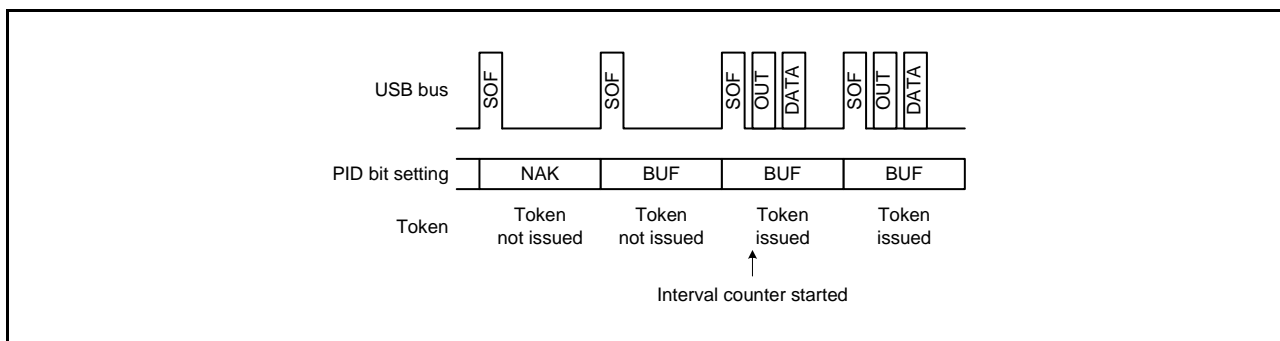 USB bus
SOF
SOF
SOF
OUT
DATA
SOF
OUT
DATA
PID bit setting
NAK
BUF
BUF
BUF
Token
Token
not issued
Token
not issued
Token
issued
Token
issued
Interval counter started